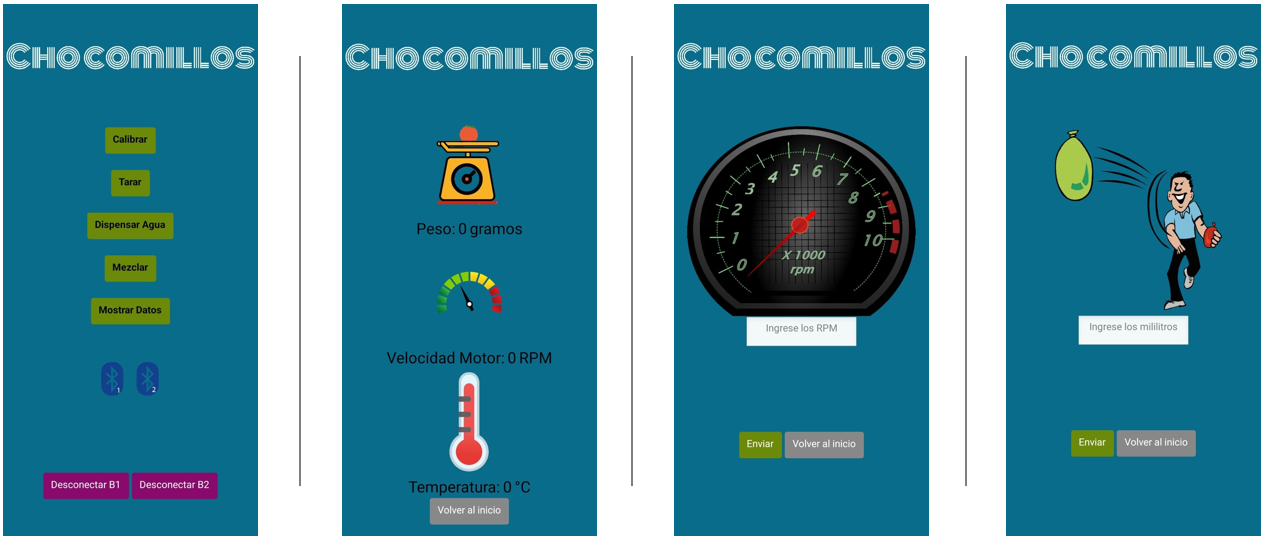 CHOCOMILLOS
Calibrar
Tarar
Dispensar Agua
Mezclar
Mostrar Datos
1 2
Desconectar B1 Desconectar B2
CHOCOMILLOS
Peso: 0 gramos
Velocidad Motor: 0 RPM
Temperatura: 0 °C
Volver al inicio
CHOCOMILLOS
0 1 2 3 4 5 6 7 8 9 10
X 1000
rpm
Ingrese los RPM
Enviar Volver al inicio
CHOCOMILLOS
Ingrese los mililitros
Enviar Volver al inicio